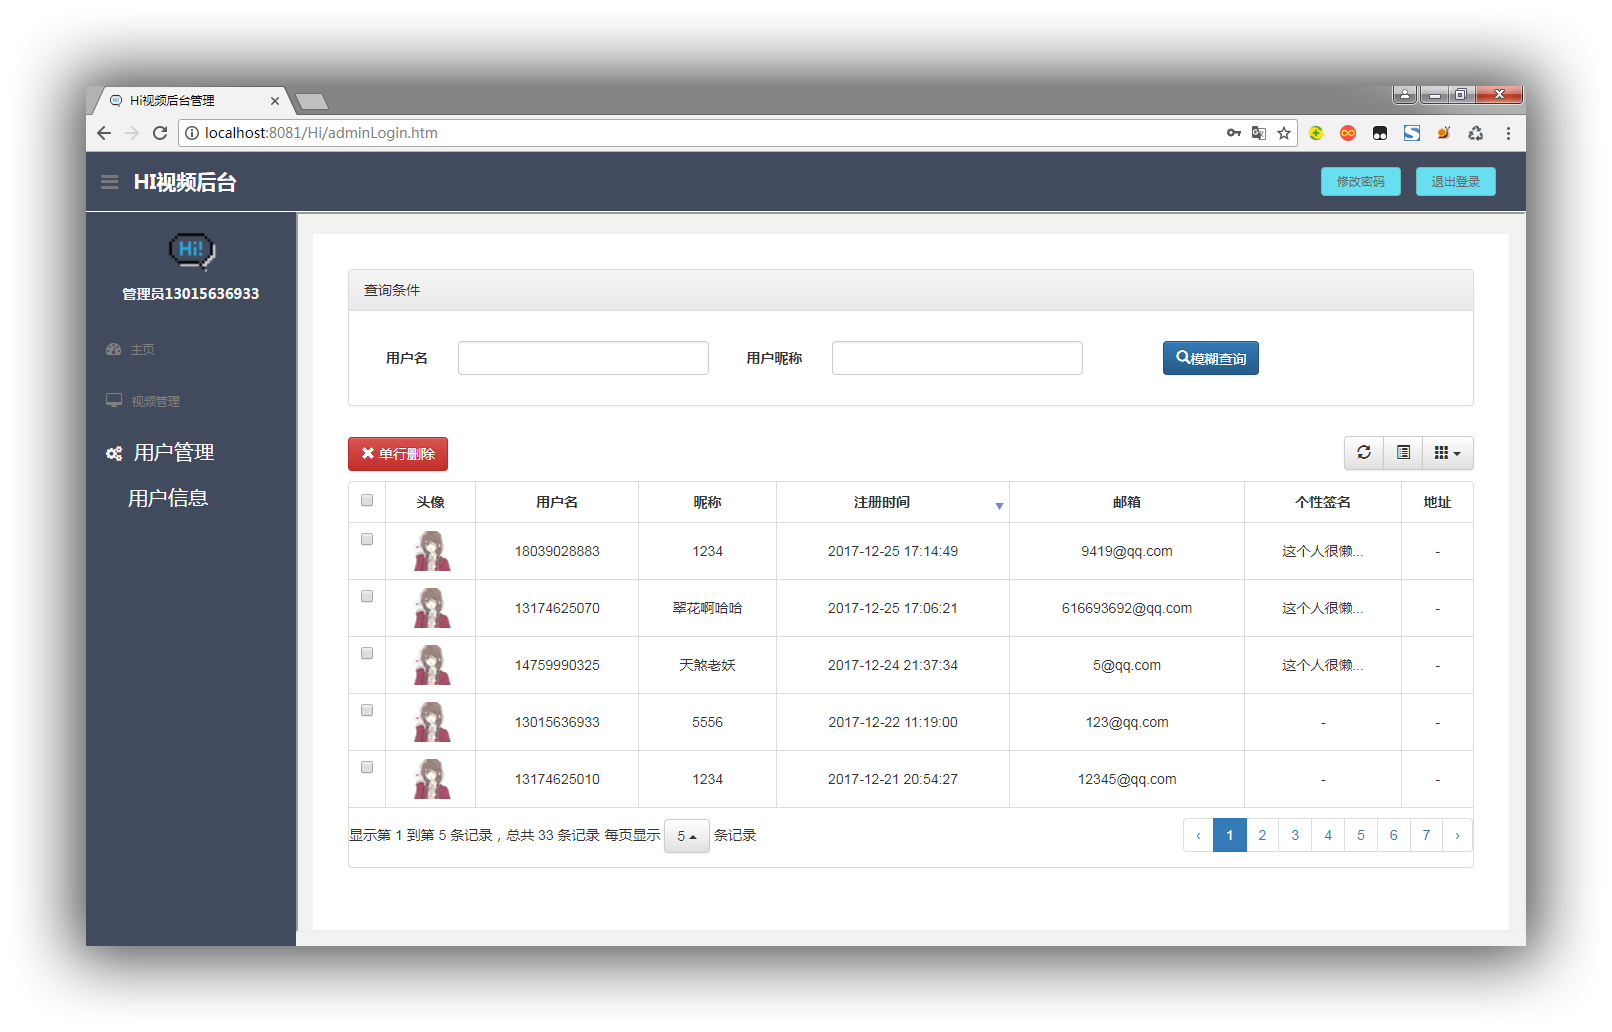 Hi视频后台管理
localhost:8081/Hi/adminLogin.htm
HI视频后台
修改密码
退出登录
Hi!
管理员13015636933
主页
视频管理
用户管理
用户信息
查询条件
用户名
用户昵称
模糊查询
单行删除
头像 用户名 昵称 注册时间 邮箱 个性签名 地址
18039028883 1234 2017-12-25 17:14:49 9419@qq.com 这个人很懒... -
13174625070 翠花啊哈哈 2017-12-25 17:06:21 616693692@qq.com 这个人很懒... -
14759990325 天煞老妖 2017-12-24 21:37:34 5@qq.com 这个人很懒... -
13015636933 5556 2017-12-22 11:19:00 123@qq.com - -
13174625010 1234 2017-12-21 20:54:27 12345@qq.com - -
显示第 1 到第 5 条记录，总共 33 条记录 每页显示 5 条记录
‹ 1 2 3 4 5 6 7 ›